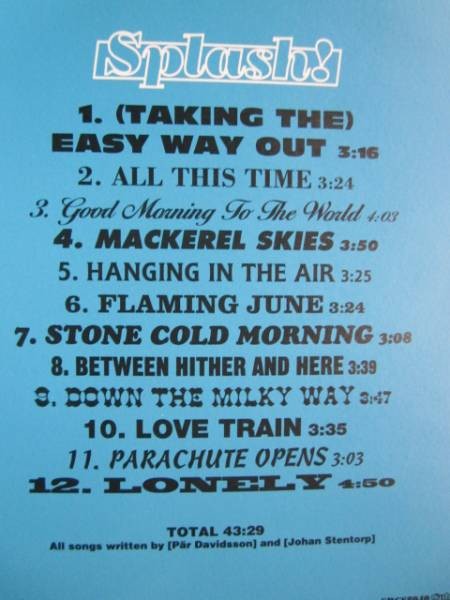 Splash!
1. (TAKING THE)
EASY WAY OUT 3:16
2. ALL THIS TIME 3:24
3. Good Morning To The World 4:03
4. MACKEREL SKIES 3:50
5. HANGING IN THE AIR 3:25
6. FLAMING JUNE 3:24
7. STONE COLD MORNING 3:08
8. BETWEEN HITHER AND HERE 3:39
9. DOWN THE MILKY WAY 3:47
10. LOVE TRAIN 3:35
11. PARACHUTE OPENS 3:03
12. LONELY 4:50
TOTAL 43:29
All songs written by [Pär Davidsson] and [Johan Stentorp]